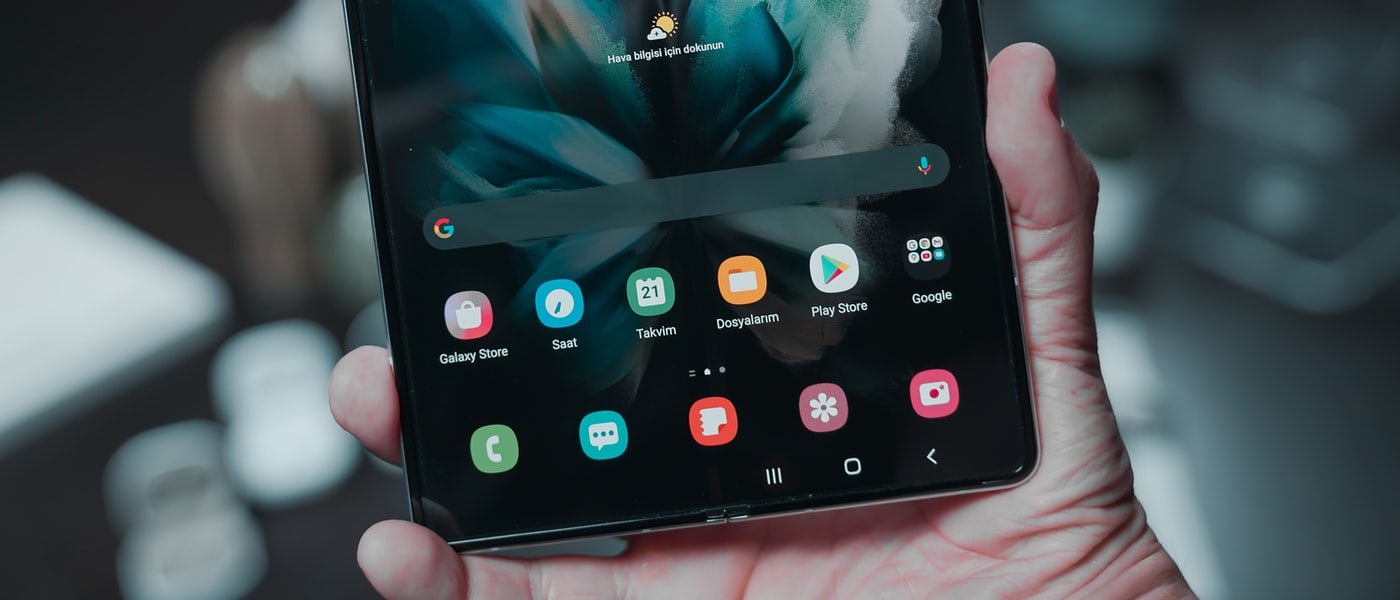 Hava bilgisi için dokunun
G
Galaxy Store
Saat
21
Takvim
Dosyalarım
Play Store
Google